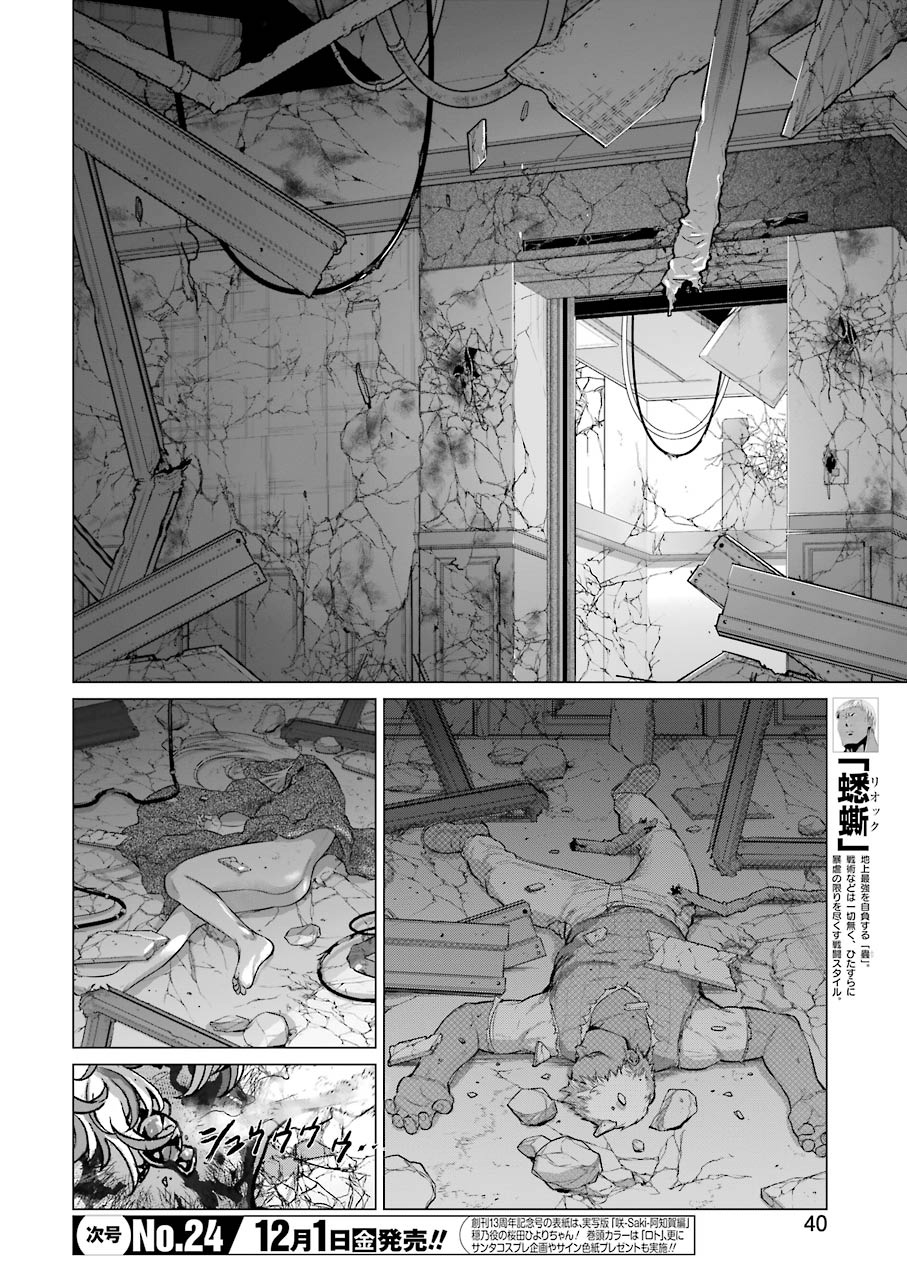 「蟋蟖」
リオック
地上最強を自負する「蟲」。
戦術などは一切無く、ひたすらに
暴虐の限りを尽くす戦闘スタイル。
シュウウウウ…
40
次号 No.24 12月1日金発売!!
創刊13周年記念号の表紙は、実写版「咲-Saki-阿知賀編」
穏乃役の桜田ひよりちゃん! 巻頭カラーは「ロト」、更に
サンタコスプレ企画やサイン色紙プレゼントも実施!!